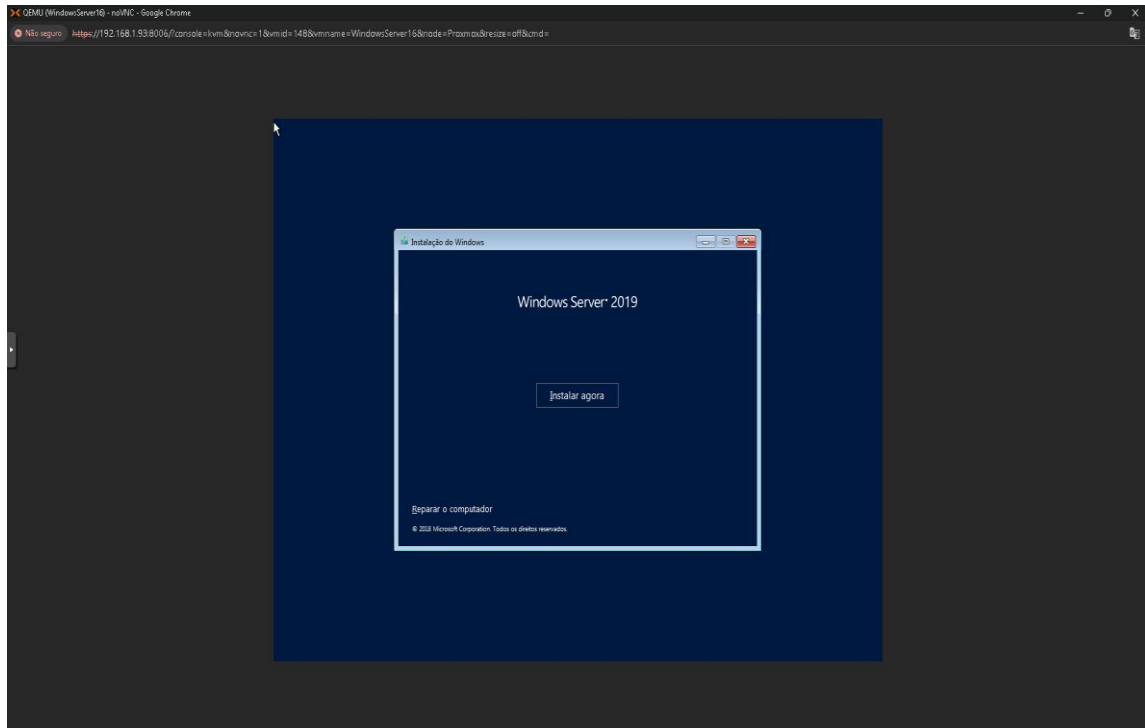 QEMU (WindowsServer16) - noVNC - Google Chrome
Não seguro https://192.168.1.93:8006/?console=kvm&novnc=1&vmid=148&vmname=WindowsServer16&node=Proxmox&resize=off&cmd=
Instalação do Windows
Windows Server® 2019
Instalar agora
Reparar o computador
© 2018 Microsoft Corporation. Todos os direitos reservados.